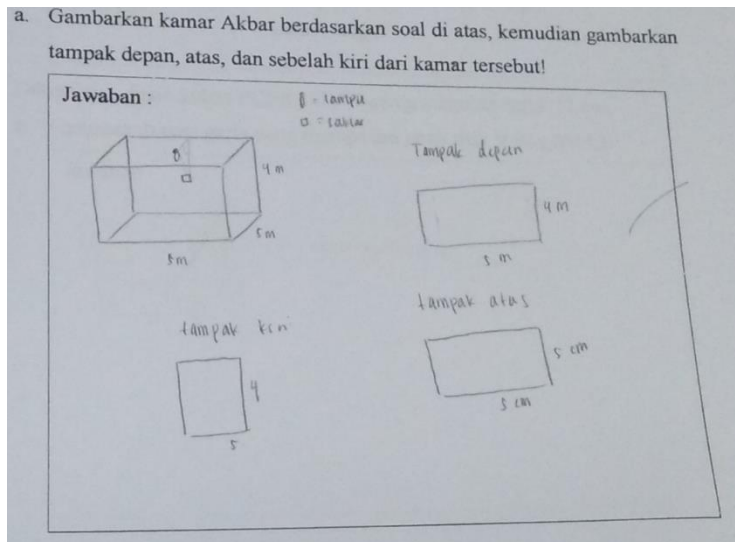 a. Gambarkan kamar Akbar berdasarkan soal di atas, kemudian gambarkan
tampak depan, atas, dan sebelah kiri dari kamar tersebut!
Jawaban :
= lampu
= saklar
4 m
5 m
5 m
Tampak depan
4 m
5 m
tampak kiri
4
5
tampak atas
5 cm
5 cm